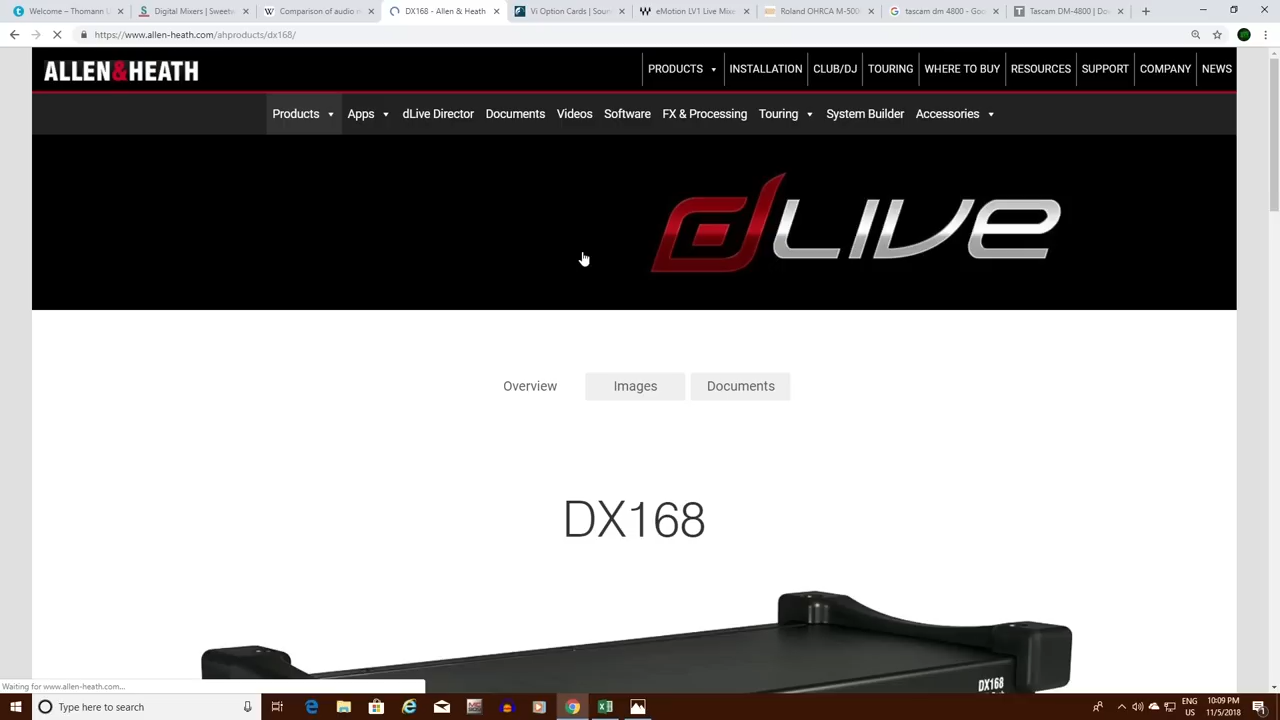 Welcome – Thomann L
Digital Mixers | Sweetw
Comparison of audio m
DX168 - Allen & Heath
Vi Option Cards | Soun
eMotion LV1 Live Mixe
Roland OHRCA M-5000
tascam dm 4800 - Goo
Tascam DM-4800 | Do
https://www.allen-heath.com/ahproducts/dx168/
ALLEN&HEATH
PRODUCTS INSTALLATION CLUB/DJ TOURING WHERE TO BUY RESOURCES SUPPORT COMPANY NEWS
Products Apps dLive Director Documents Videos Software FX & Processing Touring System Builder Accessories
dLive
Overview Images Documents
DX168
DX168
Waiting for www.allen-heath.com...
Type here to search
ENG 10:09 PM
US 11/5/2018